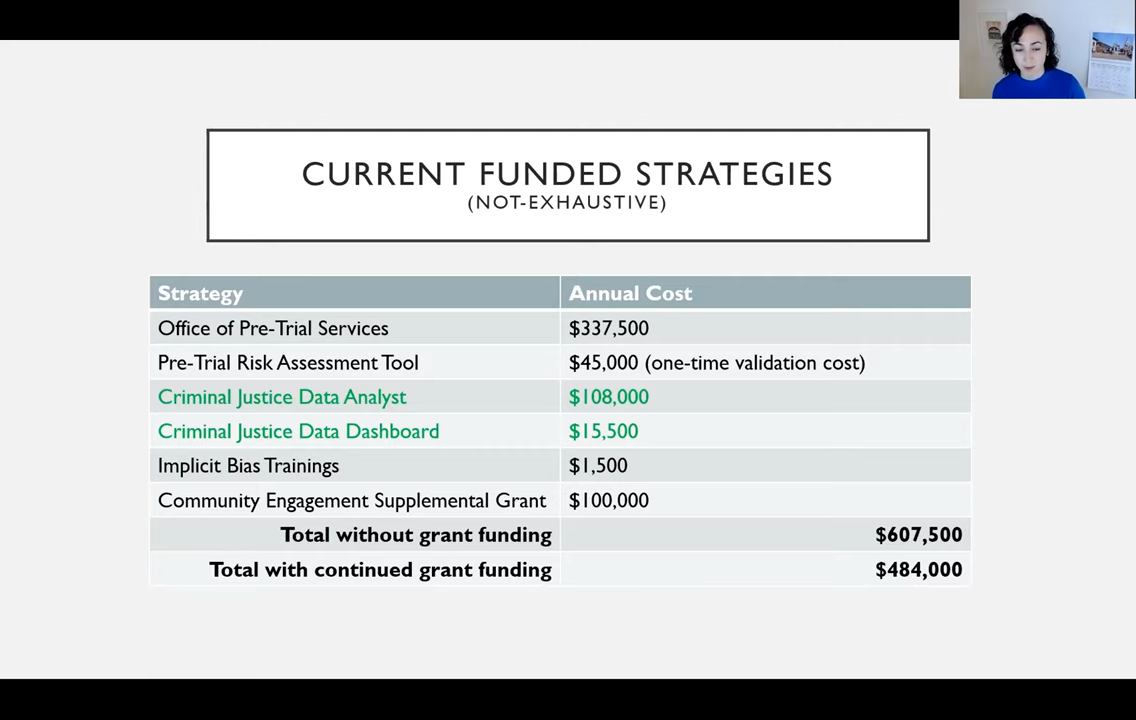 CURRENT FUNDED STRATEGIES
(NOT-EXHAUSTIVE)
Strategy Annual Cost
Office of Pre-Trial Services $337,500
Pre-Trial Risk Assessment Tool $45,000 (one-time validation cost)
Criminal Justice Data Analyst $108,000
Criminal Justice Data Dashboard $15,500
Implicit Bias Trainings $1,500
Community Engagement Supplemental Grant $100,000
Total without grant funding $607,500
Total with continued grant funding $484,000